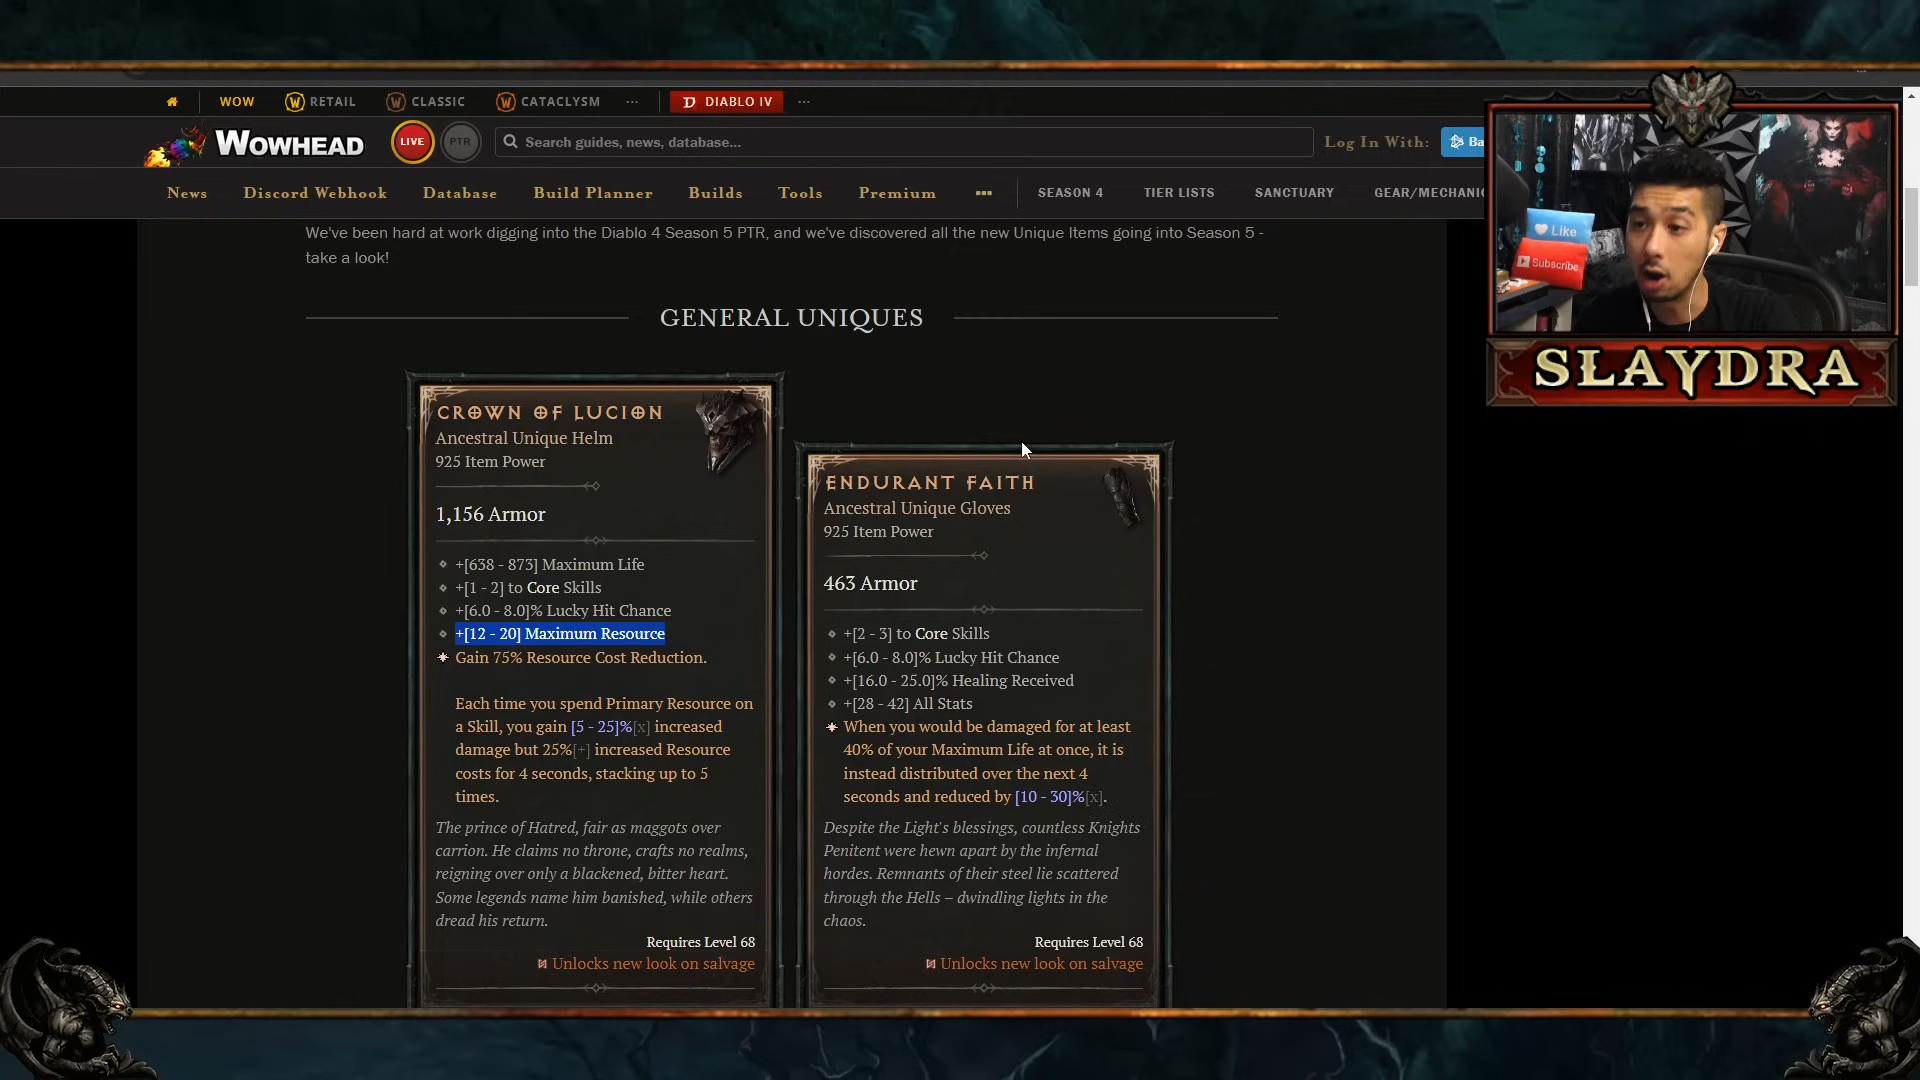 WOW
RETAIL
CLASSIC
CATACLYSM
DIABLO IV
WOWHEAD
LIVE
PTR
Search guides, news, database...
Log In With:
Ba
News
Discord Webhook
Database
Build Planner
Builds
Tools
Premium
SEASON 4
TIER LISTS
SANCTUARY
GEAR/MECHANIC
Like
Subscribe
SLAYDRA
We've been hard at work digging into the Diablo 4 Season 5 PTR, and we've discovered all the new Unique Items going into Season 5 -
take a look!
GENERAL UNIQUES
CROWN OF LUCION
Ancestral Unique Helm
925 Item Power
1,156 Armor
+[638 - 873] Maximum Life
+[1 - 2] to Core Skills
+[6.0 - 8.0]% Lucky Hit Chance
+[12 - 20] Maximum Resource
Gain 75% Resource Cost Reduction.
Each time you spend Primary Resource on
a Skill, you gain [5 - 25]%[x] increased
damage but 25%[+] increased Resource
costs for 4 seconds, stacking up to 5
times.
The prince of Hatred, fair as maggots over
carrion. He claims no throne, crafts no realms,
reigning over only a blackened, bitter heart.
Some legends name him banished, while others
dread his return.
Requires Level 68
Unlocks new look on salvage
ENDURANT FAITH
Ancestral Unique Gloves
925 Item Power
463 Armor
+[2 - 3] to Core Skills
+[6.0 - 8.0]% Lucky Hit Chance
+[16.0 - 25.0]% Healing Received
+[28 - 42] All Stats
When you would be damaged for at least
40% of your Maximum Life at once, it is
instead distributed over the next 4
seconds and reduced by [10 - 30]%[x].
Despite the Light's blessings, countless Knights
Penitent were hewn apart by the infernal
hordes. Remnants of their steel lie scattered
through the Hells – dwindling lights in the
chaos.
Requires Level 68
Unlocks new look on salvage